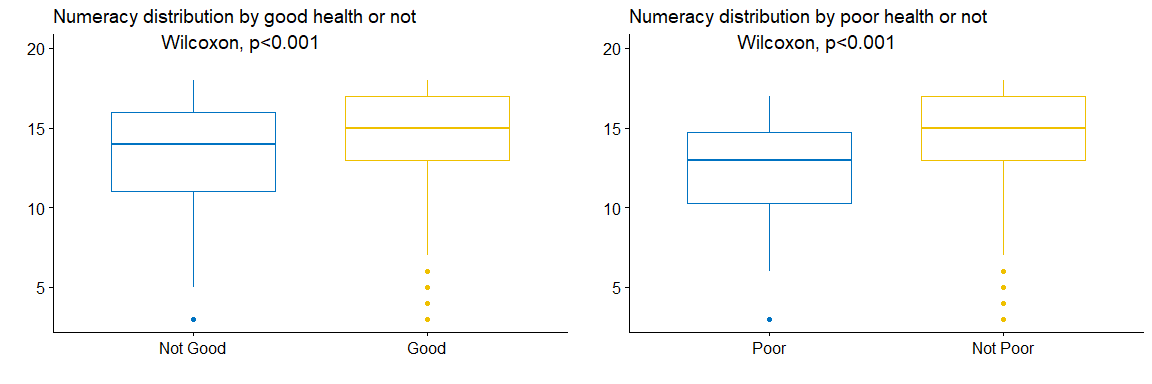 Numeracy distribution by good health or not
Wilcoxon, p<0.001
20
15
10
5
Not Good
Good
Numeracy distribution by poor health or not
Wilcoxon, p<0.001
20
15
10
5
Poor
Not Poor